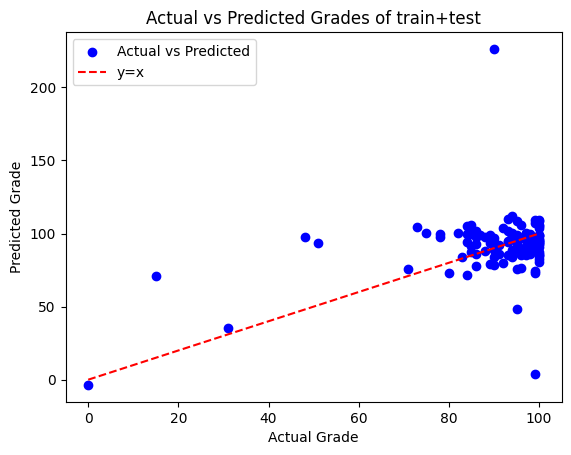 Actual vs Predicted Grades of train+test
Actual vs Predicted
y=x
Predicted Grade
200
150
100
50
0
0 20 40 60 80 100
Actual Grade